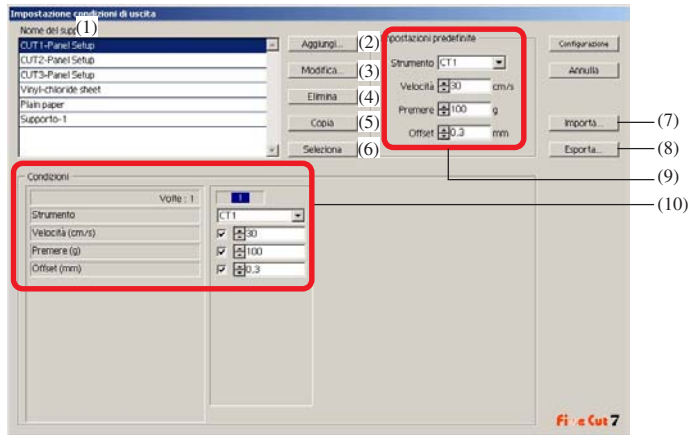 Impostazione condizioni di uscita
Nome del supp (1)
CUT1-Panel Setup
CUT2-Panel Setup
CUT3-Panel Setup
Vinyl-chloride sheet
Plain paper
Supporto-1
Aggiungi... (2)
Modifica... (3)
Elimina (4)
Copia (5)
Seleziona (6)
mpostazioni predefinite
Strumento CT1
Velocità 30 cm/s
Premere 100 g
Offset 0,3 mm
Configurazione
Annulla
Importa... (7)
Esporta... (8)
(9)
(10)
Condizioni
Volte : 1 1
Strumento CT1
Velocità (cm/s) 30
Premere (g) 100
Offset (mm) 0,3
Fine Cut 7